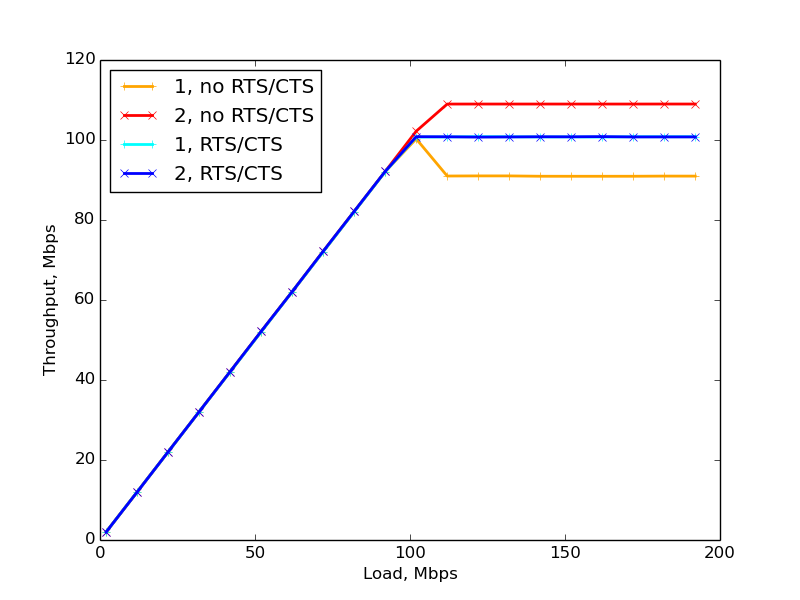 120
100
80
60
40
20
0
Throughput, Mbps
1, no RTS/CTS
2, no RTS/CTS
1, RTS/CTS
2, RTS/CTS
0 50 100 150 200
Load, Mbps